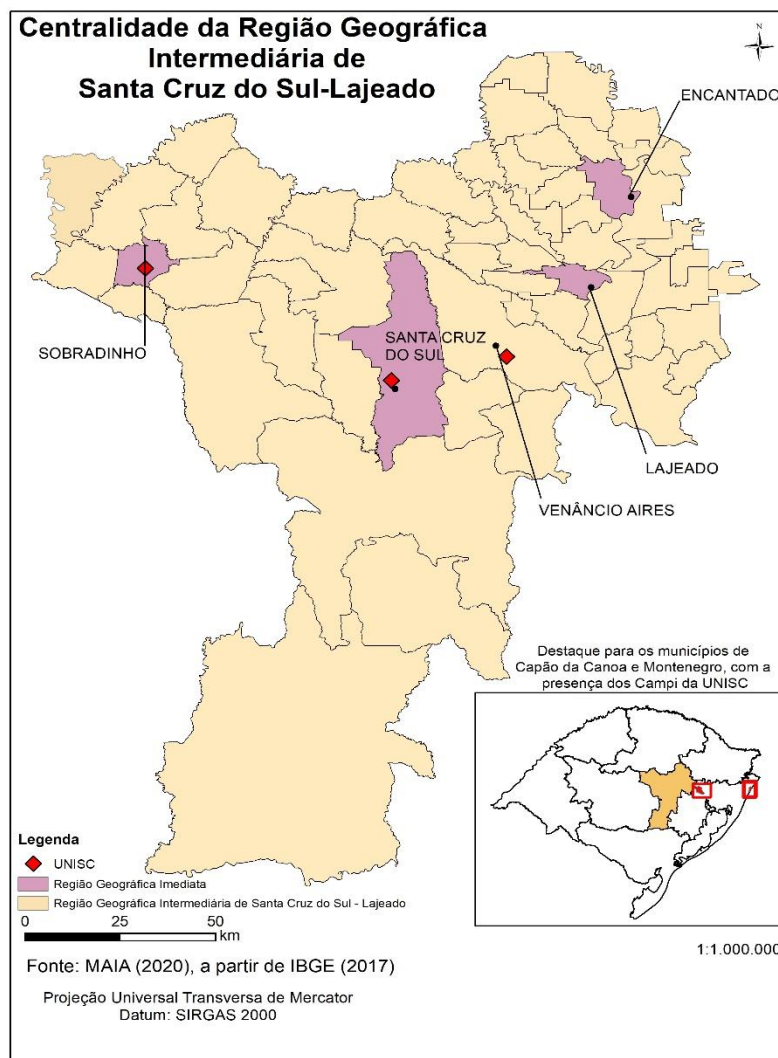 Centralidade da Região Geográfica
Intermediária de
Santa Cruz do Sul-Lajeado
N
ENCANTADO
SOBRADINHO
SANTA CRUZ
DO SUL
LAJEADO
VENÂNCIO AIRES
Destaque para os municípios de
Capão da Canoa e Montenegro, com a
presença dos Campi da UNISC
Legenda
UNISC
Região Geográfica Imediata
Região Geográfica Intermediária de Santa Cruz do Sul - Lajeado
0 25 50
km
1:1.000.000
Fonte: MAIA (2020), a partir de IBGE (2017)
Projeção Universal Transversa de Mercator
Datum: SIRGAS 2000